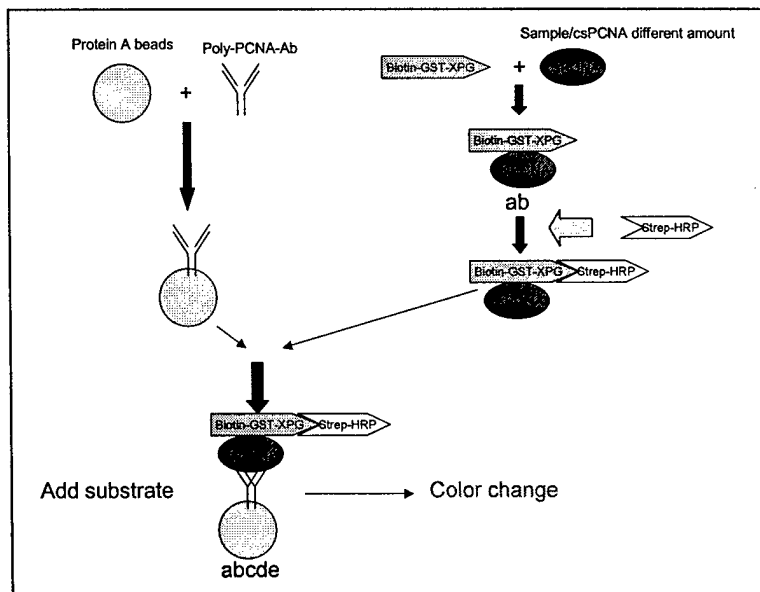 Protein A beads
Poly-PCNA-Ab
+
Sample/csPCNA different amount
Biotin-GST-XPG
+
Biotin-GST-XPG
ab
Strep-HRP
Biotin-GST-XPG
Strep-HRP
Biotin-GST-XPG
Strep-HRP
Add substrate
Color change
abcde